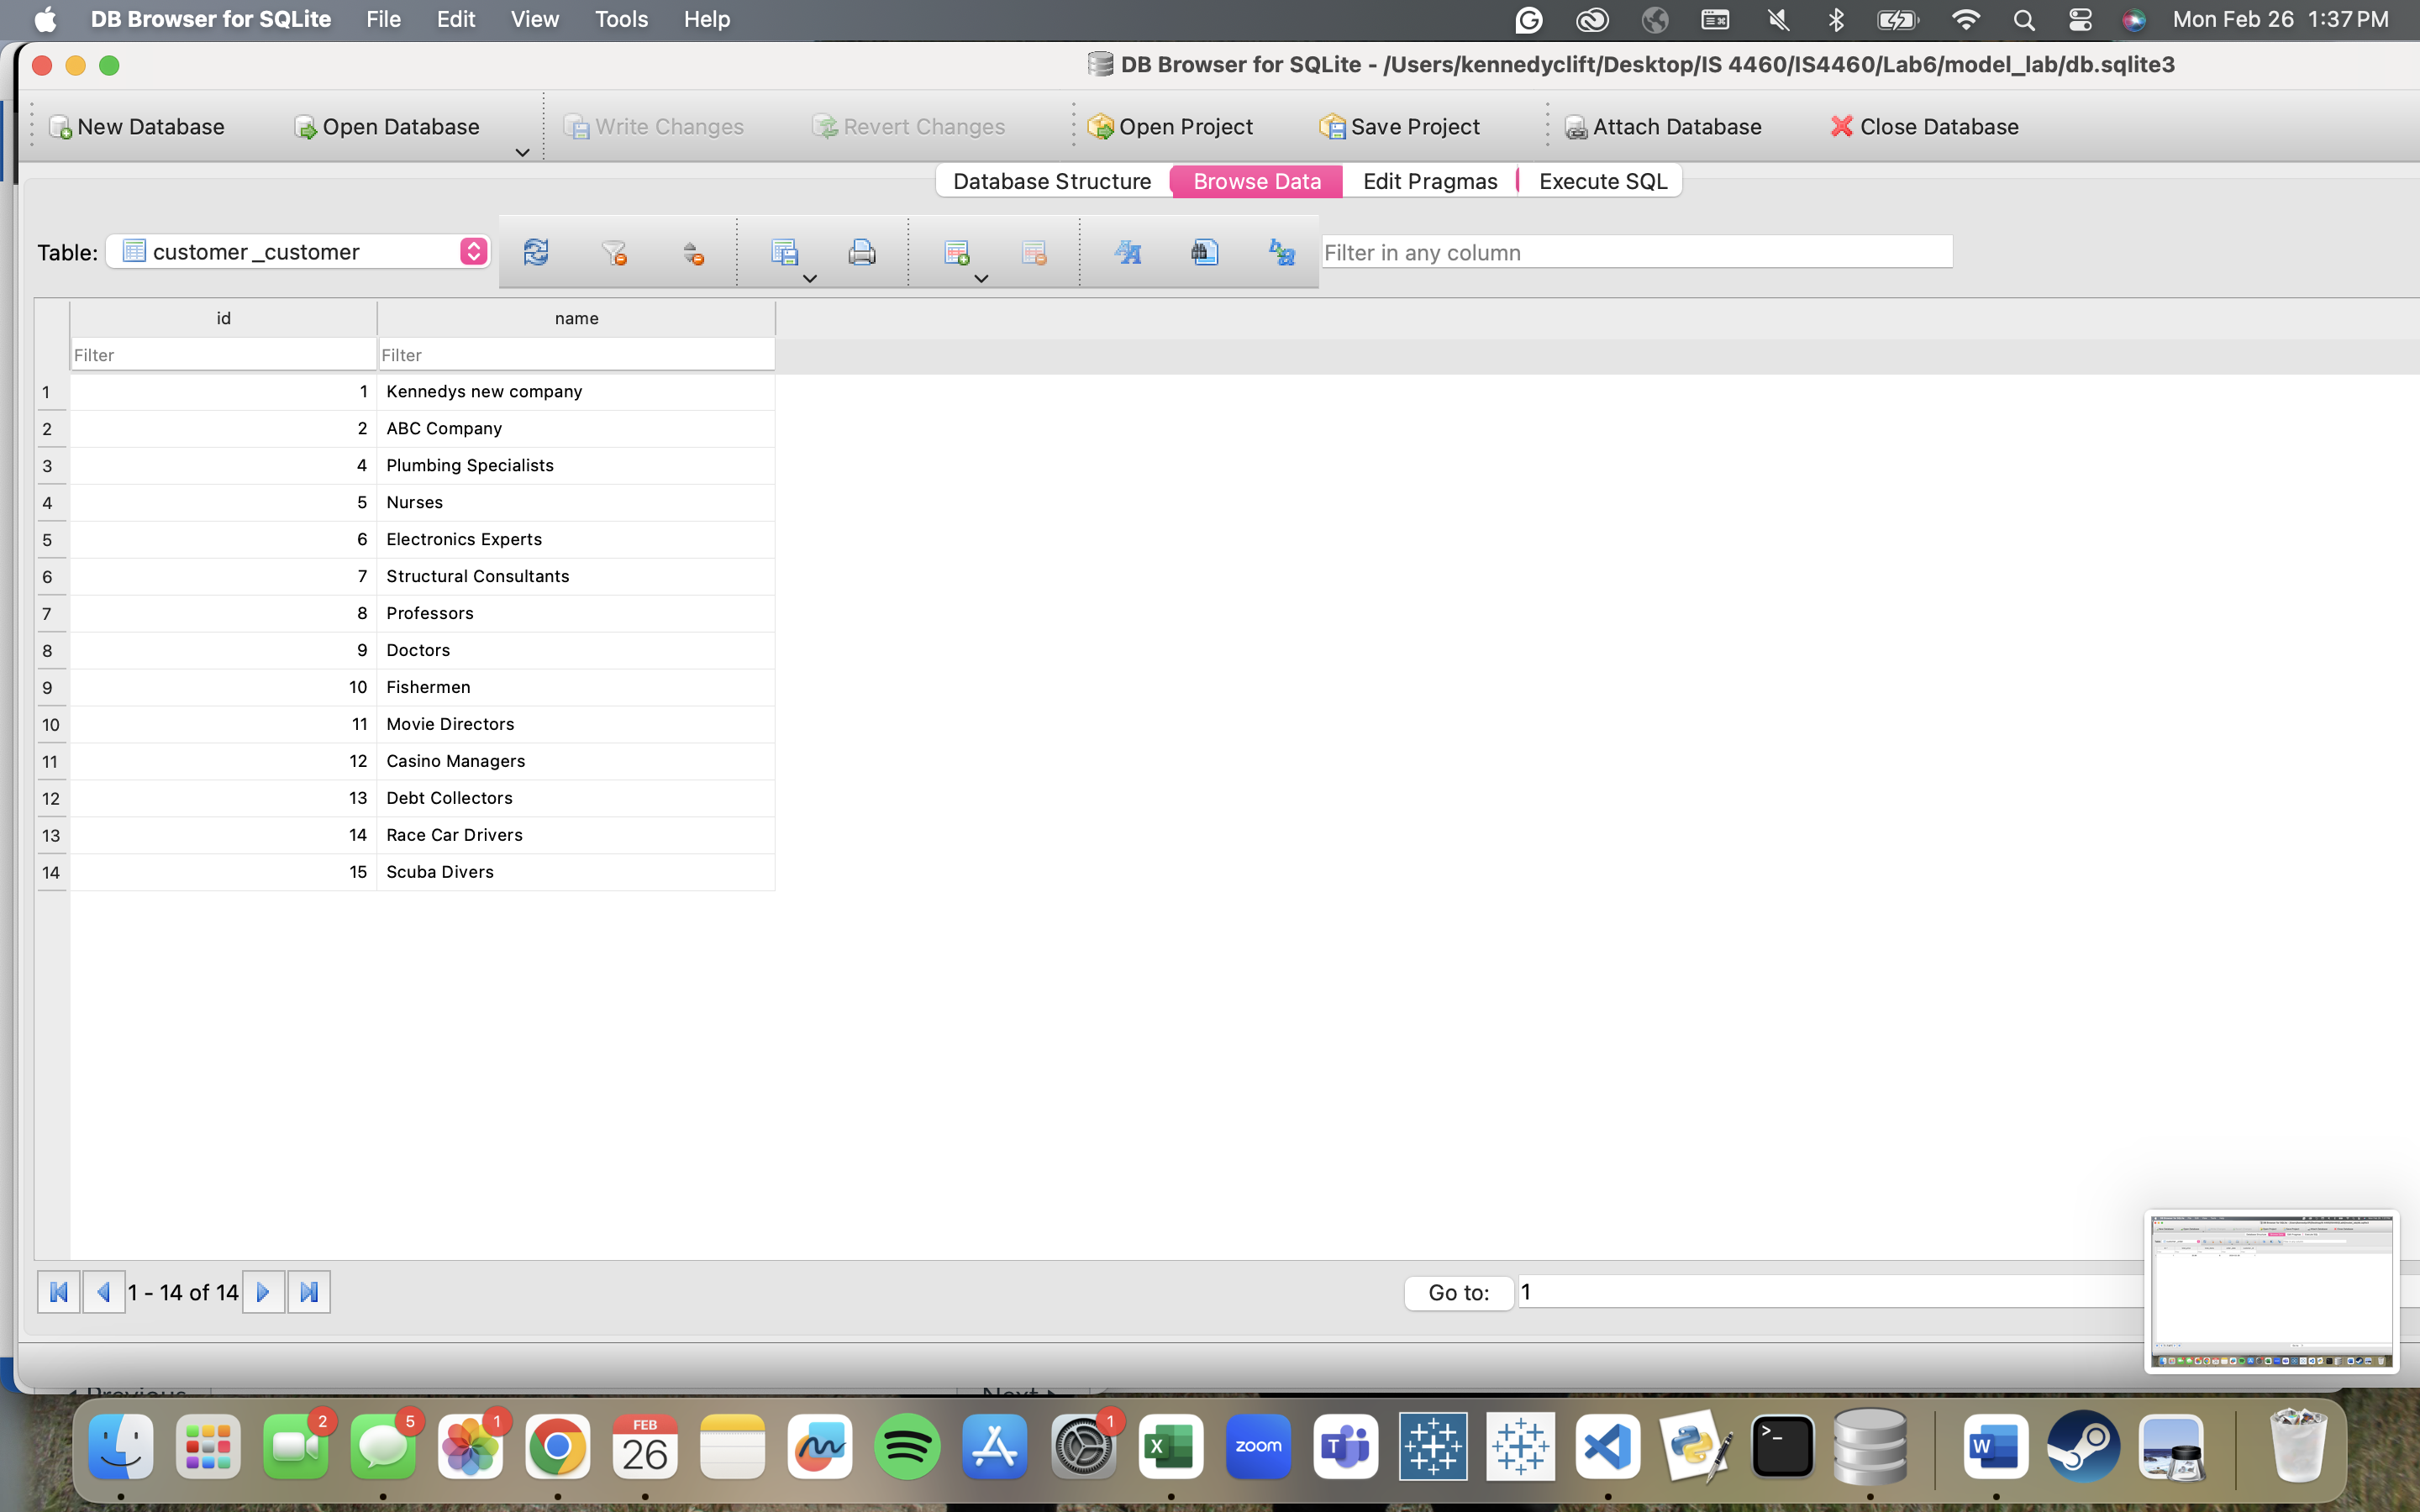 DB Browser for SQLite File Edit View Tools Help Mon Feb 26 1:37 PM
DB Browser for SQLite - /Users/kennedyclift/Desktop/IS 4460/IS4460/Lab6/model_lab/db.sqlite3
New Database Open Database Write Changes Revert Changes Open Project Save Project Attach Database Close Database
Database Structure Browse Data Edit Pragmas Execute SQL
Table: customer_customer Filter in any column
id name
Filter Filter
1 1 Kennedys new company
2 2 ABC Company
3 4 Plumbing Specialists
4 5 Nurses
5 6 Electronics Experts
6 7 Structural Consultants
7 8 Professors
8 9 Doctors
9 10 Fishermen
10 11 Movie Directors
11 12 Casino Managers
12 13 Debt Collectors
13 14 Race Car Drivers
14 15 Scuba Divers
1 - 14 of 14 Go to: 1
Previous Next
2 5 1 FEB 26 1 X zoom T >_ W